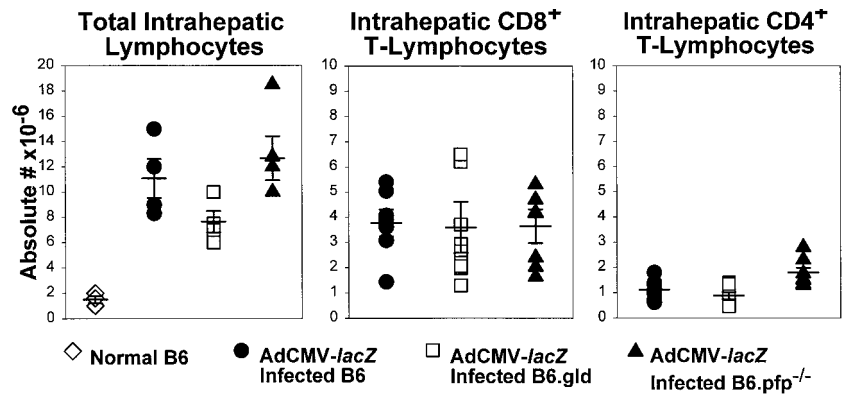 Total Intrahepatic
Lymphocytes
Intrahepatic CD8+
T-Lymphocytes
Intrahepatic CD4+
T-Lymphocytes
Absolute # x10-6
20
18
16
14
12
10
8
6
4
2
0
10
9
8
7
6
5
4
3
2
1
0
10
9
8
7
6
5
4
3
2
1
0
Normal B6
AdCMV-lacZ
Infected B6
AdCMV-lacZ
Infected B6.gld
AdCMV-lacZ
Infected B6.pfp-/-